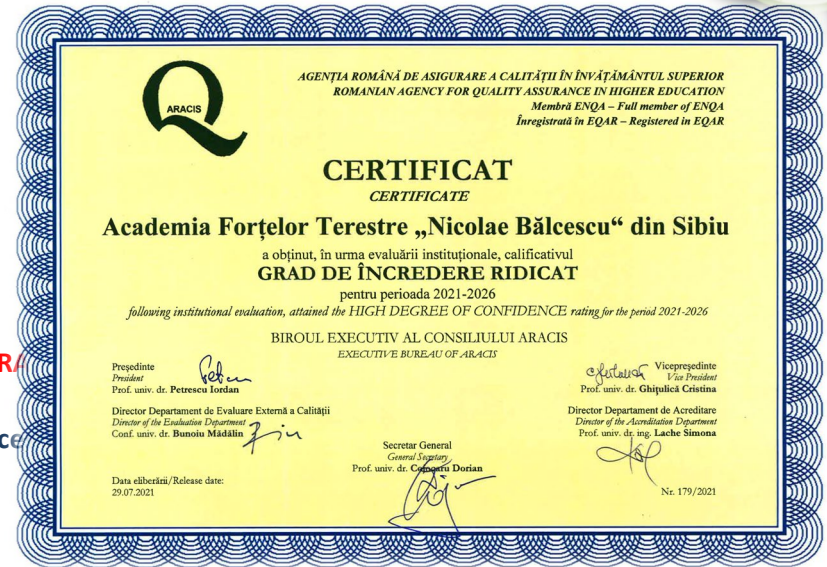 ARACIS
AGENȚIA ROMÂNĂ DE ASIGURARE A CALITĂȚII ÎN ÎNVĂȚĂMÂNTUL SUPERIOR
ROMANIAN AGENCY FOR QUALITY ASSURANCE IN HIGHER EDUCATION
Membră ENQA – Full member of ENQA
Înregistrată în EQAR – Registered in EQAR
CERTIFICAT
CERTIFICATE
Academia Forțelor Terestre „Nicolae Bălcescu“ din Sibiu
a obținut, în urma evaluării instituționale, calificativul
GRAD DE ÎNCREDERE RIDICAT
pentru perioada 2021-2026
following institutional evaluation, attained the HIGH DEGREE OF CONFIDENCE rating for the period 2021-2026
BIROUL EXECUTIV AL CONSILIULUI ARACIS
EXECUTIVE BUREAU OF ARACIS
Președinte
President
Prof. univ. dr. Petrescu Iordan
Vicepreședinte
Vice President
Prof. univ. dr. Ghițulică Cristina
Director Departament de Evaluare Externă a Calității
Director of the Evaluation Department
Conf. univ. dr. Bunoiu Mădălin
Director Departament de Acreditare
Director of the Accreditation Department
Prof. univ. dr. ing. Lache Simona
Secretar General
General Secretary
Prof. univ. dr. Cojocaru Dorian
Data eliberării/Release date:
29.07.2021
Nr. 179/2021